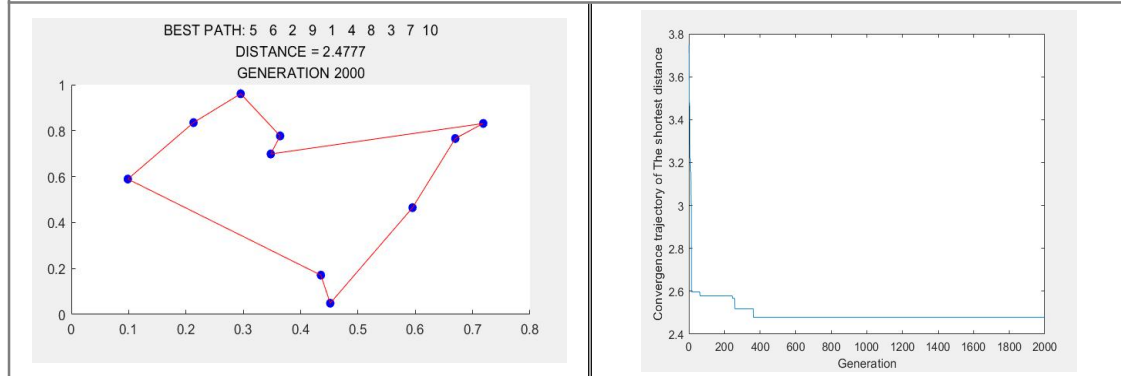 BEST PATH: 5 6 2 9 1 4 8 3 7 10
DISTANCE = 2.4777
GENERATION 2000
1
0.8
0.6
0.4
0.2
0
0 0.1 0.2 0.3 0.4 0.5 0.6 0.7 0.8
Convergence trajectory of The shortest distance
3.8
3.6
3.4
3.2
3
2.8
2.6
2.4
0 200 400 600 800 1000 1200 1400 1600 1800 2000
Generation